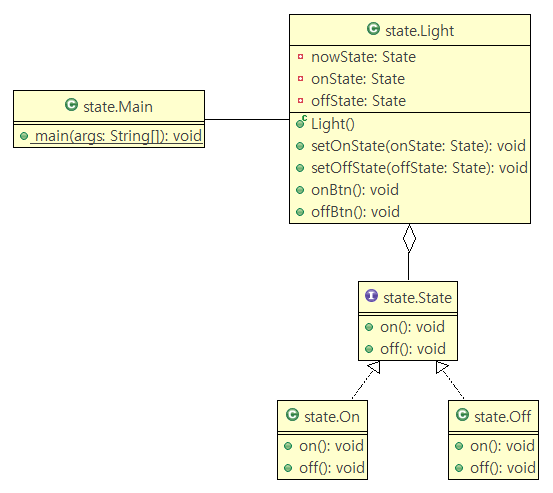 state.Light
nowState: State
onState: State
offState: State
Light()
setOnState(onState: State): void
setOffState(offState: State): void
onBtn(): void
offBtn(): void
state.Main
main(args: String[]): void
I state.State
on(): void
off(): void
C state.On
on(): void
off(): void
C state.Off
on(): void
off(): void